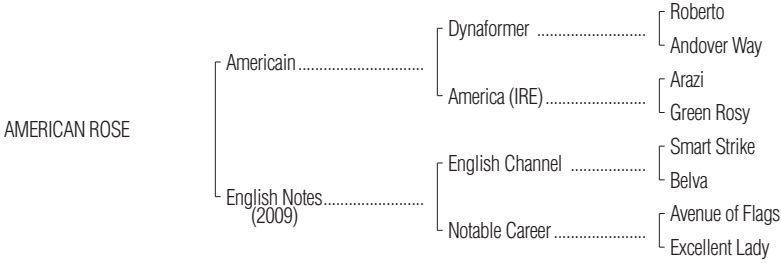 Roberto
Dynaformer ..........................
Andover Way
Americain..............................
Arazi
America (IRE)........................
Green Rosy
AMERICAN ROSE
Smart Strike
English Channel ..................
Belva
English Notes........................
(2009)
Avenue of Flags
Notable Career......................
Excellent Lady